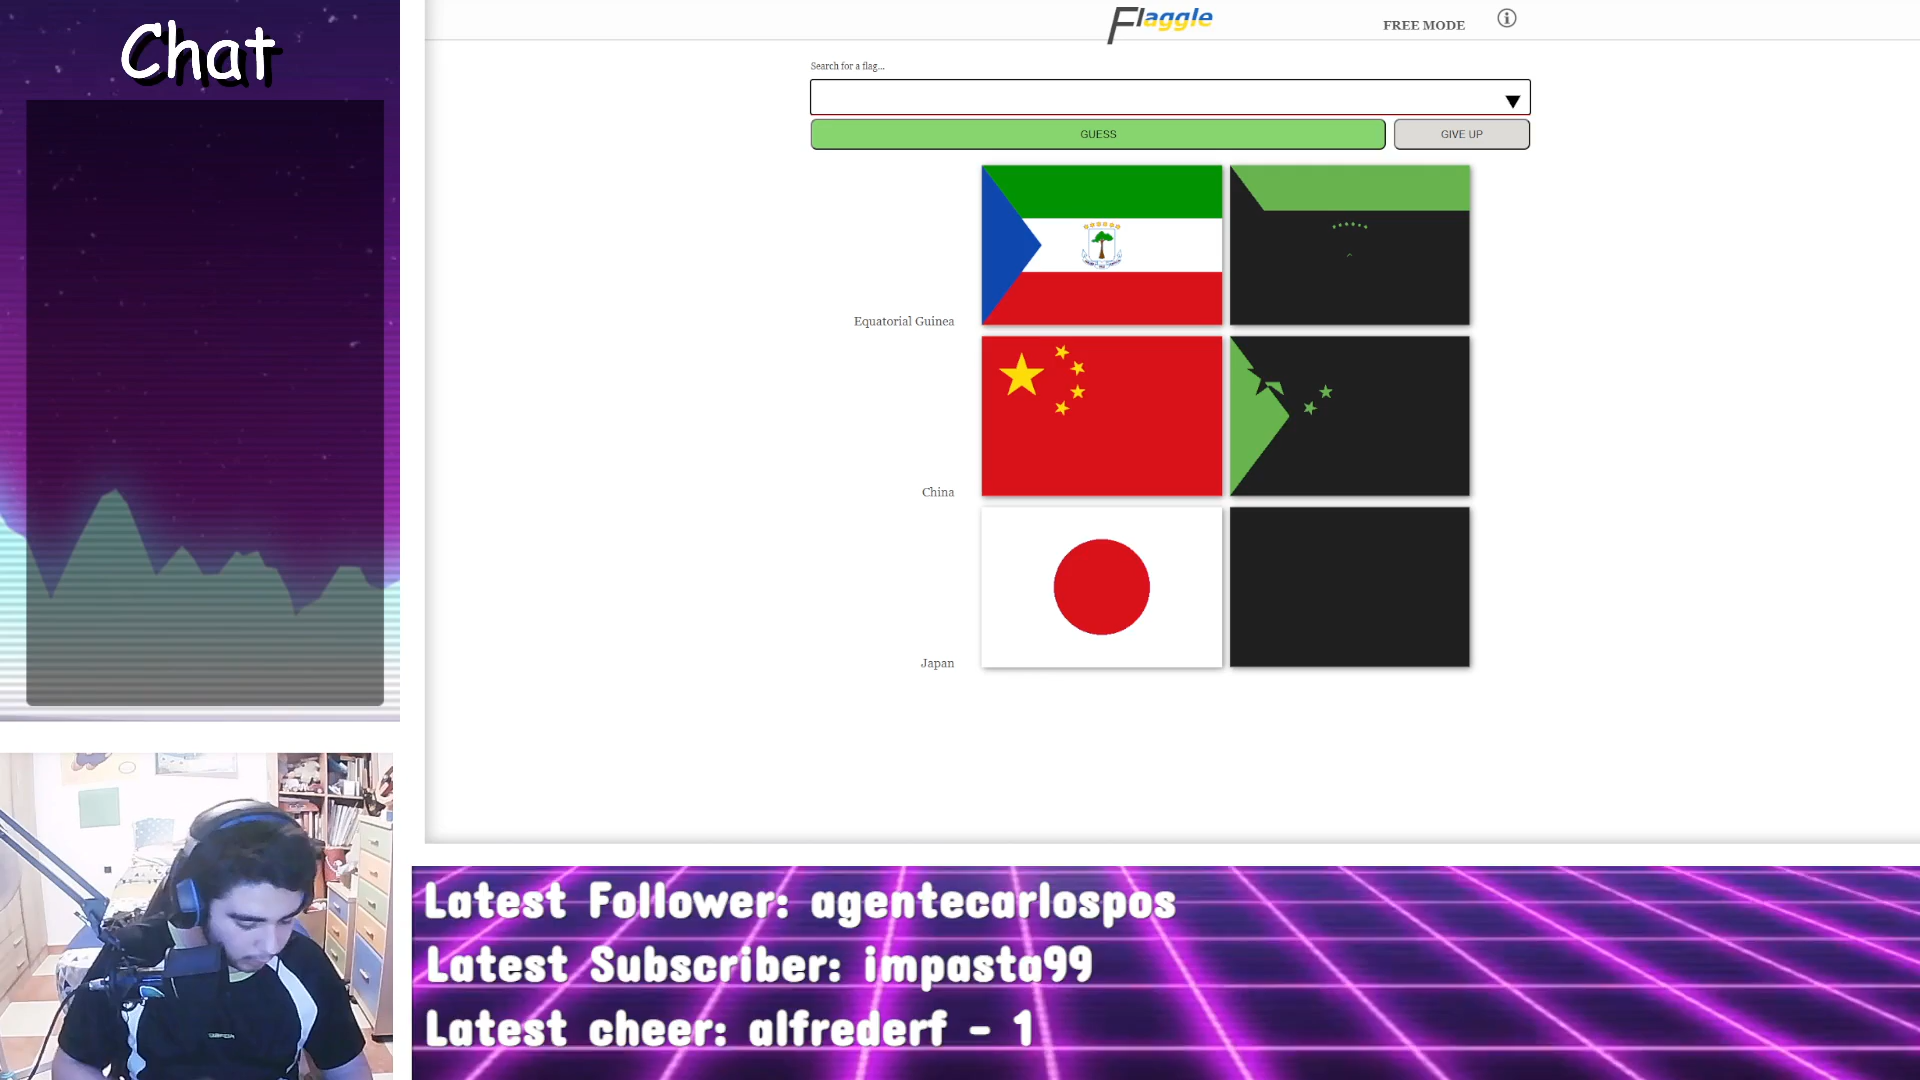 Chat
Flaggle
FREE MODE
Search for a flag...
GUESS
GIVE UP
Equatorial Guinea
China
Japan
Latest Follower: agentecarlospos
Latest Subscriber: impasta99
Latest cheer: alfrederf - 1